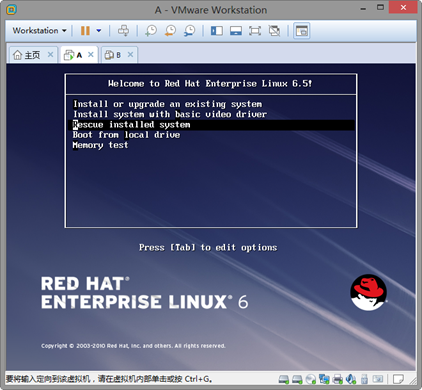 A - VMware Workstation
Workstation
主页 A B
Welcome to Red Hat Enterprise Linux 6.5!
Install or upgrade an existing system
Install system with basic video driver
Rescue installed system
Boot from local drive
Memory test
Press [Tab] to edit options
RED HAT®
ENTERPRISE LINUX® 6
Copyright © 2003-2010 Red Hat, Inc. and others. All rights reserved.
要将输入定向到该虚拟机，请在虚拟机内部单击或按 Ctrl+G。